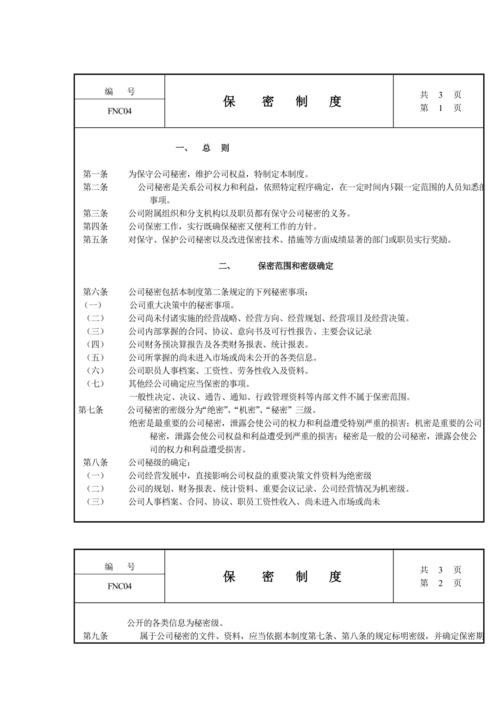 编 号
FNC04
保 密 制 度
共 3 页
第 1 页
一、 总 则
第一条 为保守公司秘密，维护公司权益，特制定本制度。
第二条 公司秘密是关系公司权力和利益，依照特定程序确定，在一定时间内只限一定范围的人员知悉的
事项。
第三条 公司附属组织和分支机构以及职员都有保守公司秘密的义务。
第四条 公司保密工作，实行既确保秘密又便利工作的方针。
第五条 对保守、保护公司秘密以及改进保密技术、措施等方面成绩显著的部门或职员实行奖励。
二、 保密范围和密级确定
第六条 公司秘密包括本制度第二条规定的下列秘密事项：
（一） 公司重大决策中的秘密事项。
（二） 公司尚未付诸实施的经营战略、经营方向、经营规划、经营项目及经营决策。
（三） 公司内部掌握的合同、协议、意向书及可行性报告、主要会议记录
（四） 公司财务预决算报告及各类财务报表、统计报表。
（五） 公司所掌握的尚未进入市场或尚未公开的各类信息。
（六） 公司职员人事档案、工资性、劳务性收入及资料。
（七） 其他经公司确定应当保密的事项。
一般性决定、决议、通告、通知、行政管理资料等内部文件不属于保密范围。
第七条 公司秘密的密级分为“绝密”、“机密”、“秘密”三级。
绝密是最重要的公司秘密，泄露会使公司的权力和利益遭受特别严重的损害；机密是重要的公司
秘密，泄露会使公司权益和利益遭受到严重的损害；秘密是一般的公司秘密，泄露会使公
司的权力和利益遭受损害。
第八条 公司秘级的确定：
（一） 公司经营发展中，直接影响公司权益的重要决策文件资料为绝密级
（二） 公司的规划、财务报表、统计资料、重要会议记录、公司经营情况为机密级。
（三） 公司人事档案、合同、协议、职员工资性收入、尚未进入市场或尚未
编 号
FNC04
保 密 制 度
共 3 页
第 2 页
公开的各类信息为秘密级。
第九条 属于公司秘密的文件、资料，应当依据本制度第七条、第八条的规定标明密级，并确定保密期